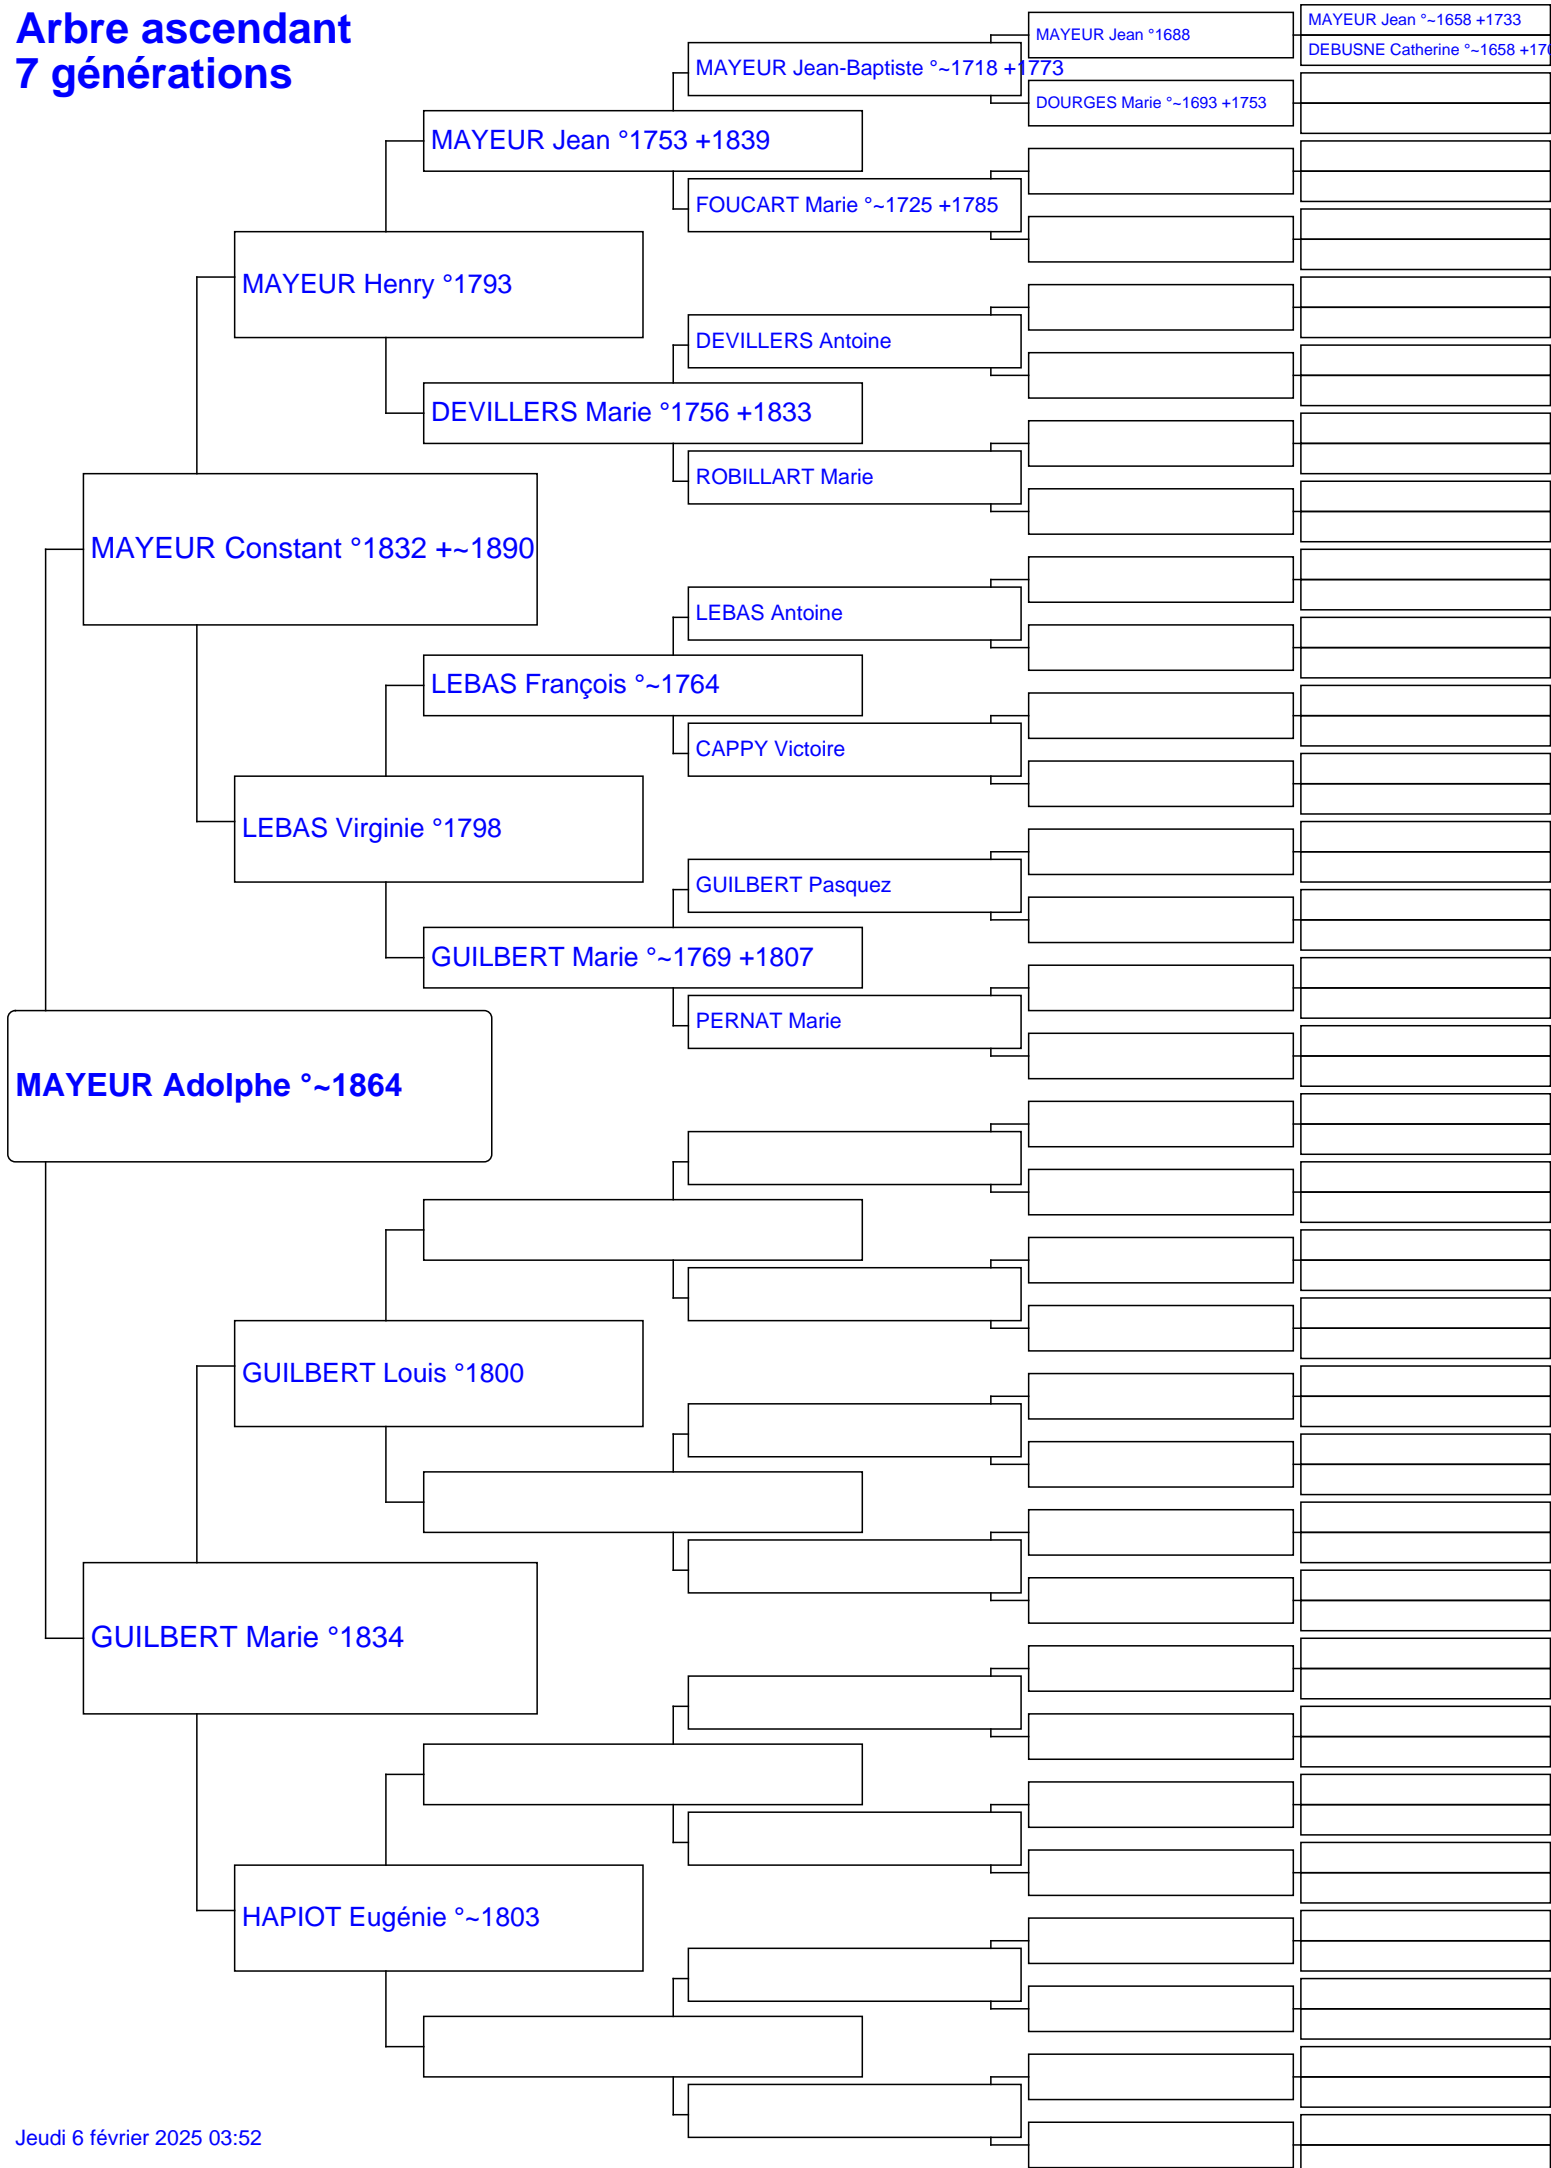 Arbre ascendant
7 générations
MAYEUR Adolphe °~1864
MAYEUR Constant °1832 +~1890
GUILBERT Marie °1834
MAYEUR Henry °1793
LEBAS Virginie °1798
GUILBERT Louis °1800
HAPIOT Eugénie °~1803
MAYEUR Jean °1753 +1839
DEVILLERS Marie °1756 +1833
LEBAS François °~1764
GUILBERT Marie °~1769 +1807
MAYEUR Jean-Baptiste °~1718 +1773
FOUCART Marie °~1725 +1785
DEVILLERS Antoine
ROBILLART Marie
LEBAS Antoine
CAPPY Victoire
GUILBERT Pasquez
PERNAT Marie
MAYEUR Jean °1688
DOURGES Marie °~1693 +1753
MAYEUR Jean °~1658 +1733
DEBUSNE Catherine °~1658
Jeudi 6 février 2025 03:52